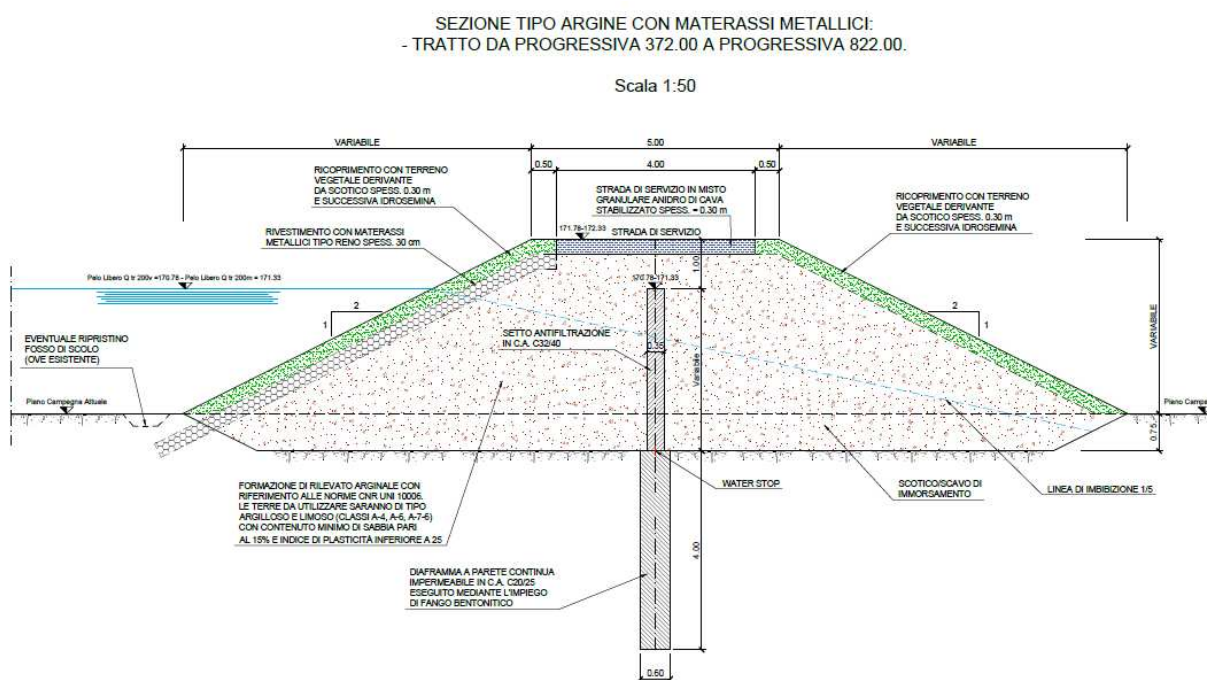 SEZIONE TIPO ARGINE CON MATERASSI METALLICI:
- TRATTO DA PROGRESSIVA 372.00 A PROGRESSIVA 822.00.
Scala 1:50
VARIABILE
5.00
VARIABILE
0.50
4.00
0.50
RICOPRIMENTO CON TERRENO
VEGETALE DERIVANTE
DA SCOTICO SPESS. 0.30 m
E SUCCESSIVA IDROSEMINA
STRADA DI SERVIZIO IN MISTO
GRANULARE ANIDRO DI CAVA
STABILIZZATO SPESS. = 0.30 m
RICOPRIMENTO CON TERRENO
VEGETALE DERIVANTE
DA SCOTICO SPESS. 0.30 m
E SUCCESSIVA IDROSEMINA
RIVESTIMENTO CON MATERASSI
METALLICI TIPO RENO SPESS. 30 cm
171.78-172.33
STRADA DI SERVIZIO
1.00
Pelo Libero Q tr 200v =170.78 - Pelo Libero Q tr 200m = 171.33
170.78-171.33
2
1
2
1
EVENTUALE RIPRISTINO
FOSSO DI SCOLO
(OVE ESISTENTE)
SETTO ANTIFILTRAZIONE
IN C.A. C32/40
0.35
Variabile
VARIABILE
Piano Campagna Attuale
Piano Campa
0.75
FORMAZIONE DI RILEVATO ARGINALE CON
RIFERIMENTO ALLE NORME CNR UNI 10006.
LE TERRE DA UTILIZZARE SARANNO DI TIPO
ARGILLOSO E LIMOSO (CLASSI A-4, A-6, A-7-6)
CON CONTENUTO MINIMO DI SABBIA PARI
AL 15% E INDICE DI PLASTICITÀ INFERIORE A 25
WATER STOP
SCOTICO/SCAVO DI
IMMORSAMENTO
LINEA DI IMBIBIZIONE 1/5
4.00
DIAFRAMMA A PARETE CONTINUA
IMPERMEABILE IN C.A. C20/25
ESEGUITO MEDIANTE L'IMPIEGO
DI FANGO BENTONITICO
0.60